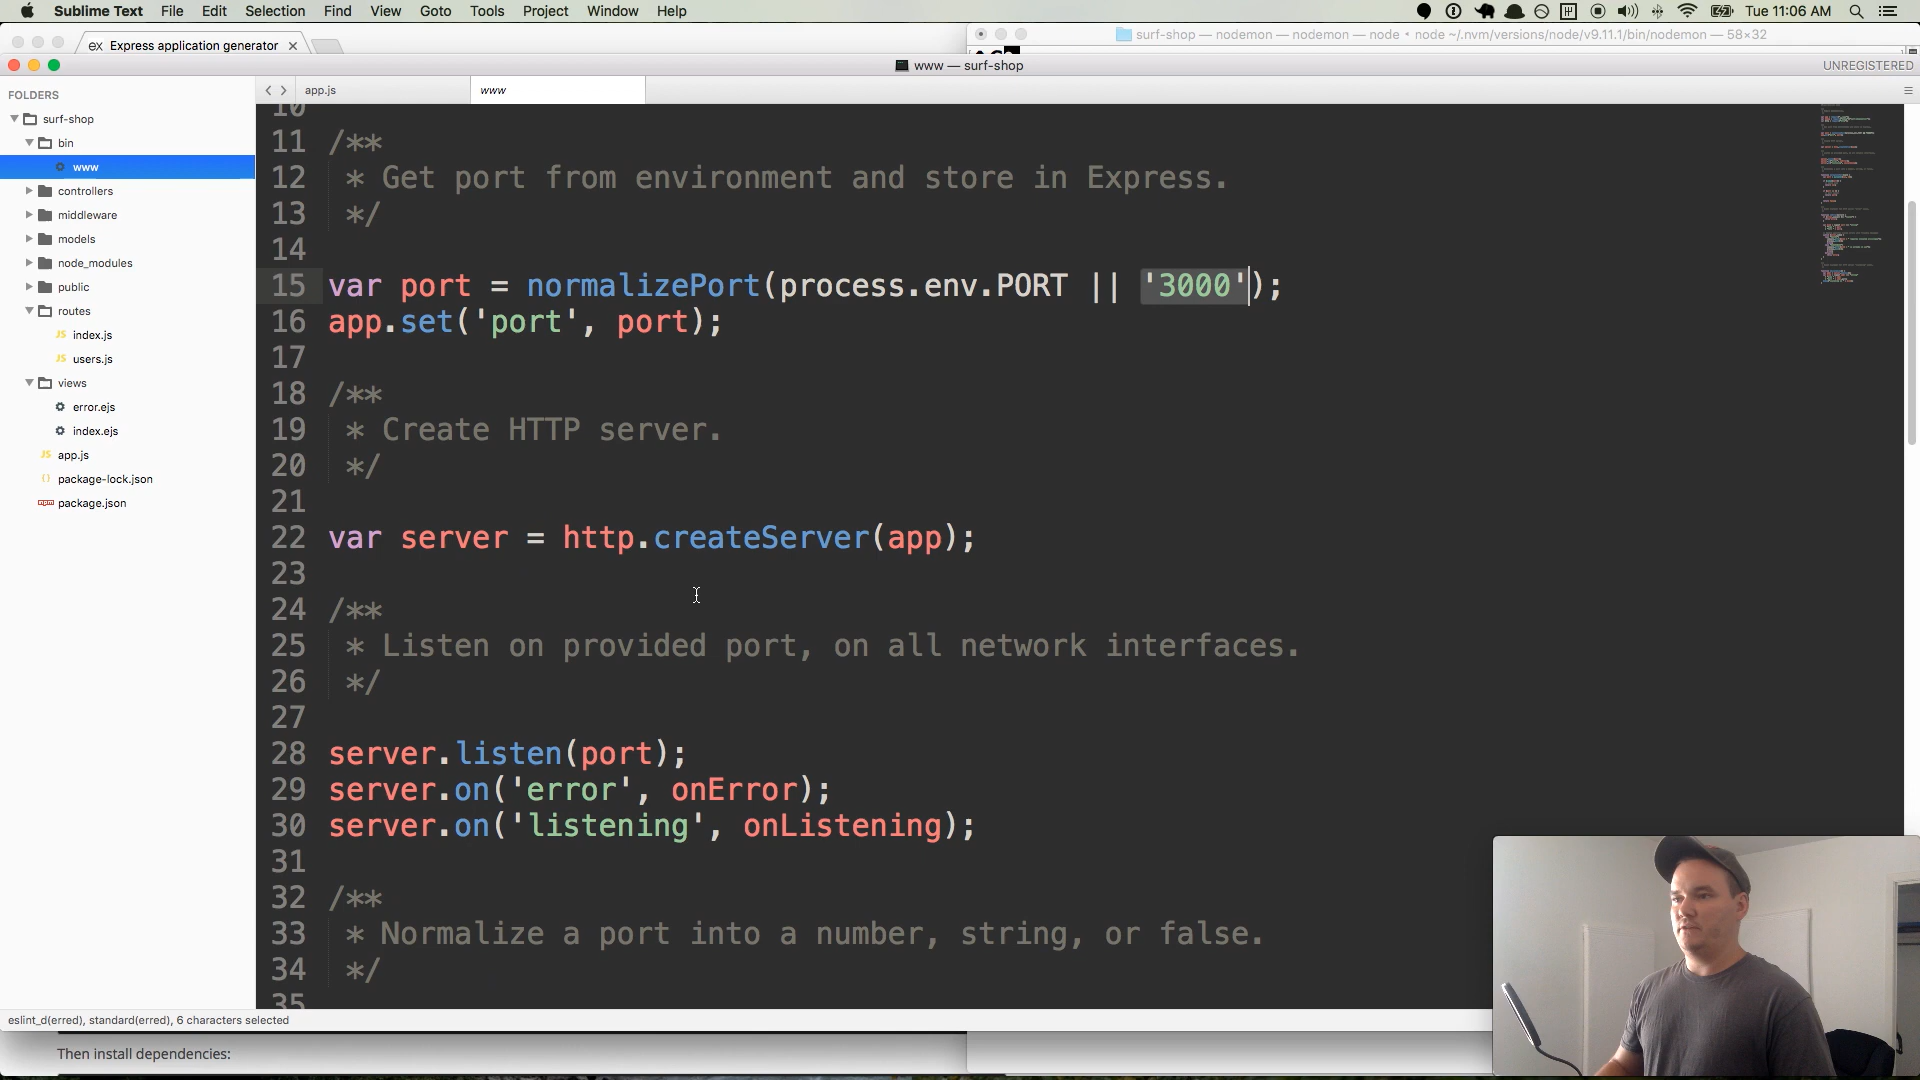 Sublime Text File Edit Selection Find View Goto Tools Project Window Help
Tue 11:06 AM
ex Express application generator ×
surf-shop — nodemon — nodemon — node • node ~/.nvm/versions/node/v9.11.1/bin/nodemon — 58×32
www — surf-shop
UNREGISTERED
FOLDERS
surf-shop
bin
www
controllers
middleware
models
node_modules
public
routes
JS index.js
JS users.js
views
error.ejs
index.ejs
JS app.js
package-lock.json
package.json
app.js
www
10
11 /**
12 * Get port from environment and store in Express.
13 */
14
15 var port = normalizePort(process.env.PORT || '3000');
16 app.set('port', port);
17
18 /**
19 * Create HTTP server.
20 */
21
22 var server = http.createServer(app);
23
24 /**
25 * Listen on provided port, on all network interfaces.
26 */
27
28 server.listen(port);
29 server.on('error', onError);
30 server.on('listening', onListening);
31
32 /**
33 * Normalize a port into a number, string, or false.
34 */
35
eslint_d(erred), standard(erred), 6 characters selected
Then install dependencies: